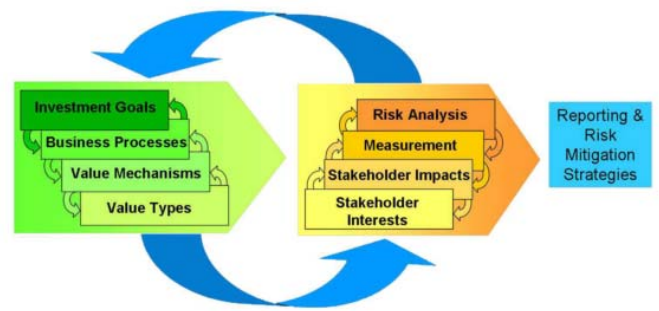 Investment Goals
Business Processes
Value Mechanisms
Value Types
Risk Analysis
Measurement
Stakeholder Impacts
Stakeholder
Interests
Reporting &
Risk
Mitigation
Strategies